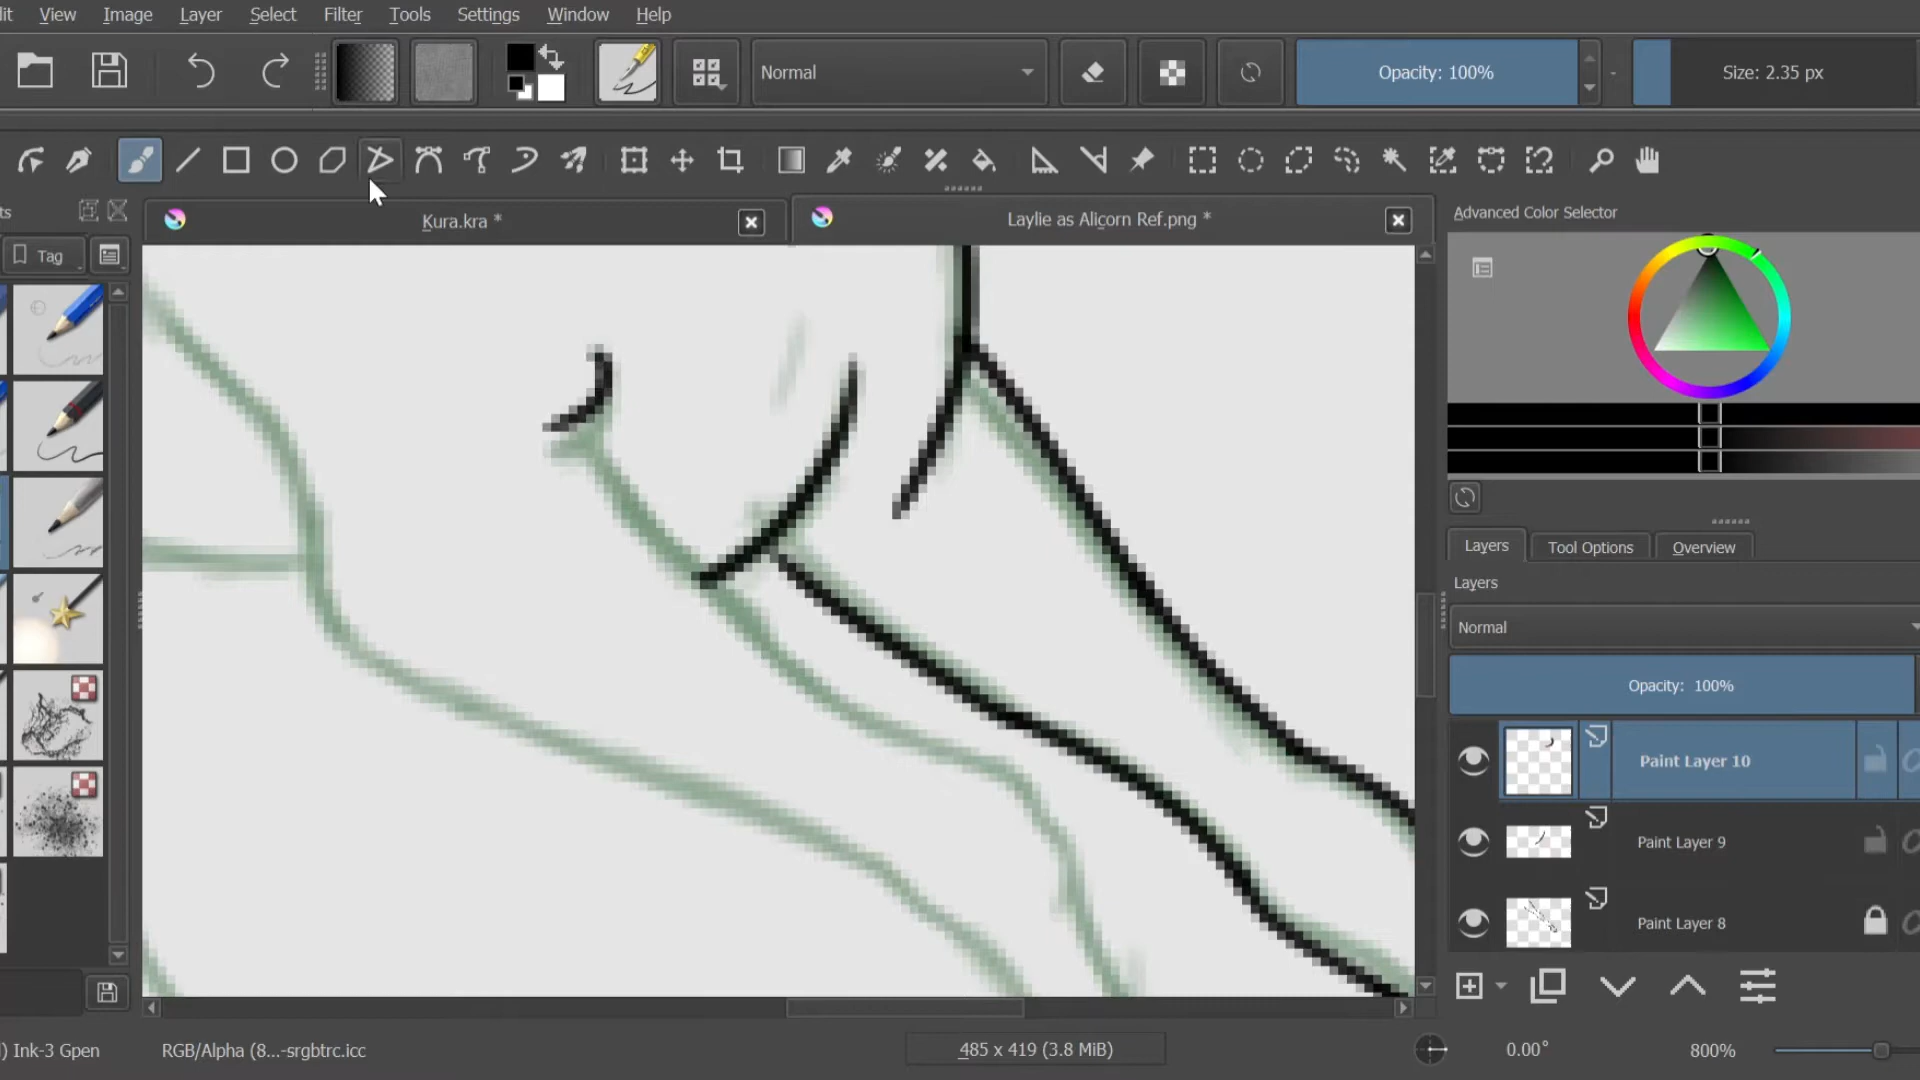 it View Image Layer Select Filter Tools Settings Window Help
Normal Opacity: 100% Size: 2.35 px
ts
Kura.kra * Laylie as Alicorn Ref.png *
Advanced Color Selector
Tag
Layers Tool Options Overview
Layers
Normal
Opacity: 100%
Paint Layer 10
Paint Layer 9
Paint Layer 8
) Ink-3 Gpen RGB/Alpha (8...-srgbtrc.icc 485 x 419 (3.8 MiB) 0.00° 800%